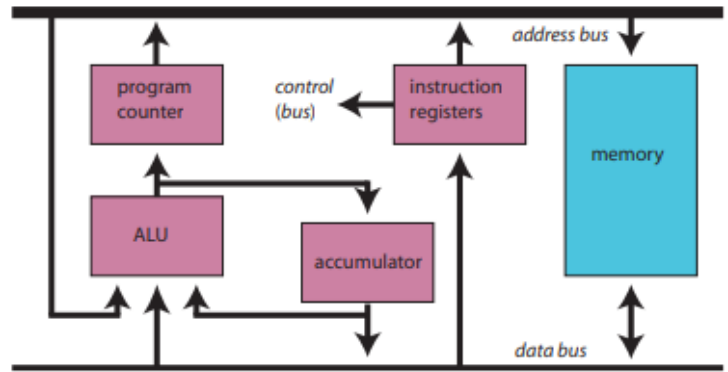 address bus
program
counter
control
(bus)
instruction
registers
memory
ALU
accumulator
data bus